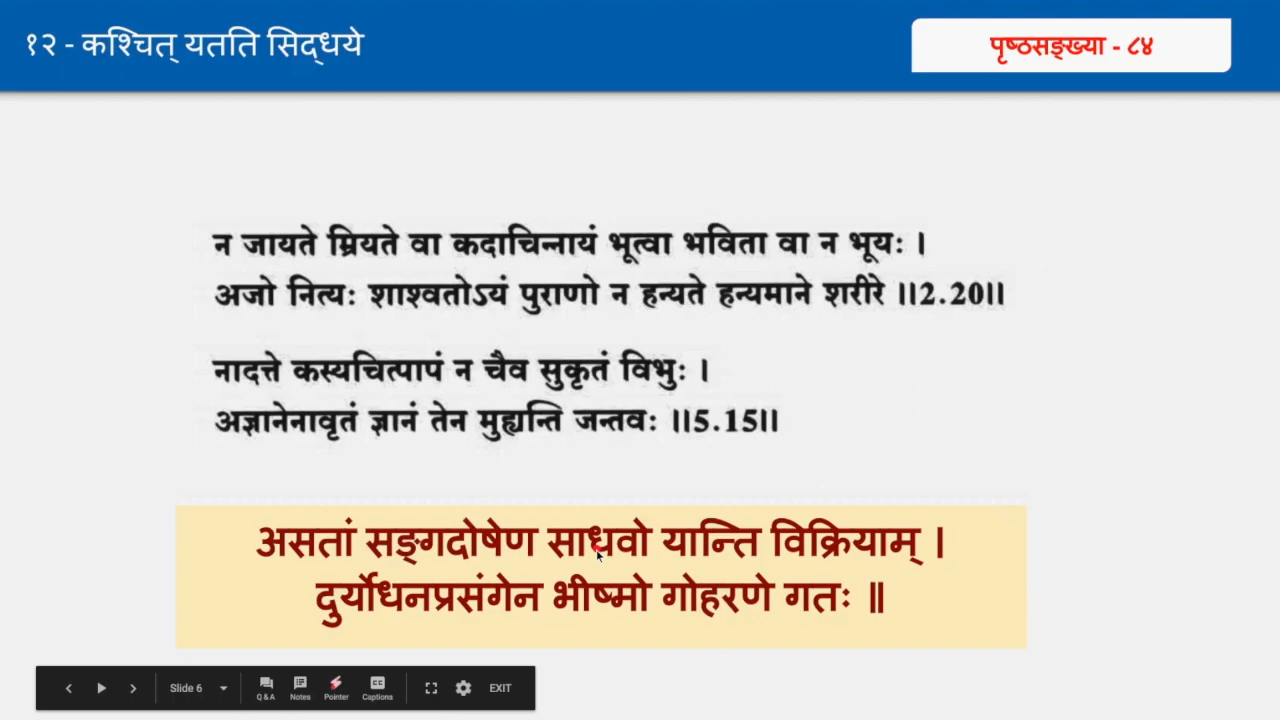 १२ - कश्चित् यतति सिद्धये
पृष्ठसङ्ख्या - ८४
न जायते म्रियते वा कदाचिन्नायं भूत्वा भविता वा न भूयः ।
अजो नित्यः शाश्वतोऽयं पुराणो न हन्यते हन्यमाने शरीरे ॥2.20॥
नादत्ते कस्यचित्पापं न चैव सुकृतं विभुः ।
अज्ञानेनावृतं ज्ञानं तेन मुह्यन्ति जन्तवः ॥5.15॥
असतां सङ्गदोषेण साधवो यान्ति विक्रियाम् ।
दुर्योधनप्रसंगेन भीष्मो गोहरणे गतः ॥
Slide 6 Q & A Notes Pointer Captions EXIT